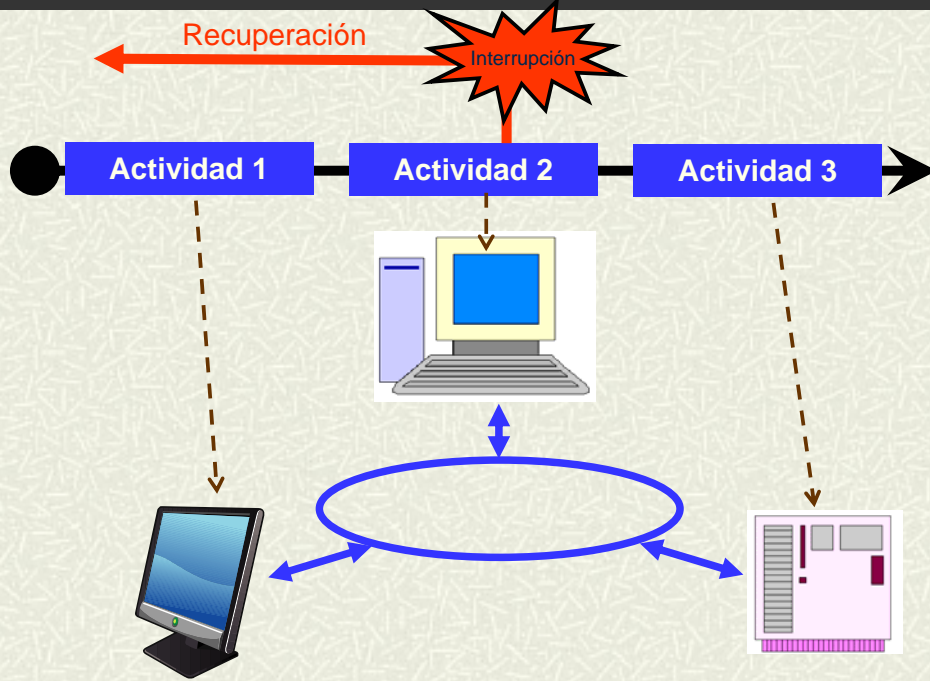 Recuperación
Interrupción
Actividad 1
Actividad 2
Actividad 3